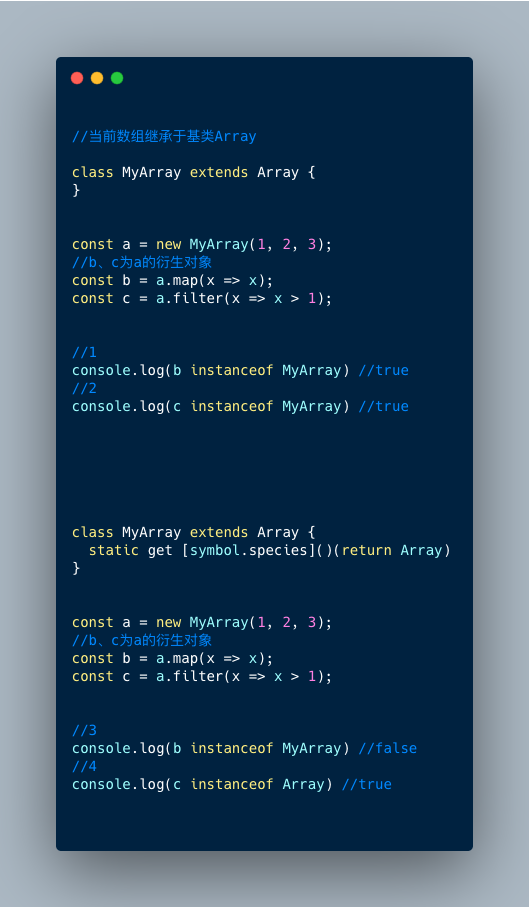 //当前数组继承于基类Array
class MyArray extends Array {
}
const a = new MyArray(1, 2, 3);
//b、c为a的衍生对象
const b = a.map(x => x);
const c = a.filter(x => x > 1);
//1
console.log(b instanceof MyArray) //true
//2
console.log(c instanceof MyArray) //true
class MyArray extends Array {
  static get [symbol.species]()(return Array)
}
const a = new MyArray(1, 2, 3);
//b、c为a的衍生对象
const b = a.map(x => x);
const c = a.filter(x => x > 1);
//3
console.log(b instanceof MyArray) //false
//4
console.log(c instanceof Array) //true